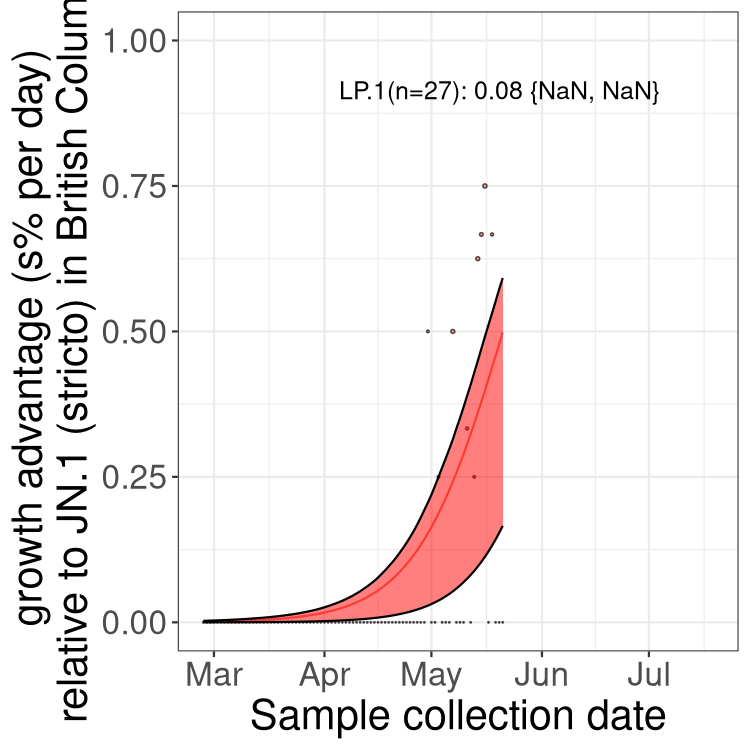 growth advantage (s% per day)
relative to JN.1 (stricto) in British Colum
1.00
0.75
0.50
0.25
0.00
LP.1(n=27): 0.08 {NaN, NaN}
Mar Apr May Jun Jul
Sample collection date